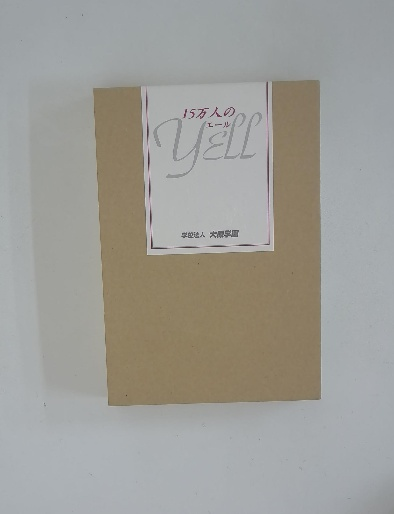 15万人の
エール
Yell
学校法人 大原学園